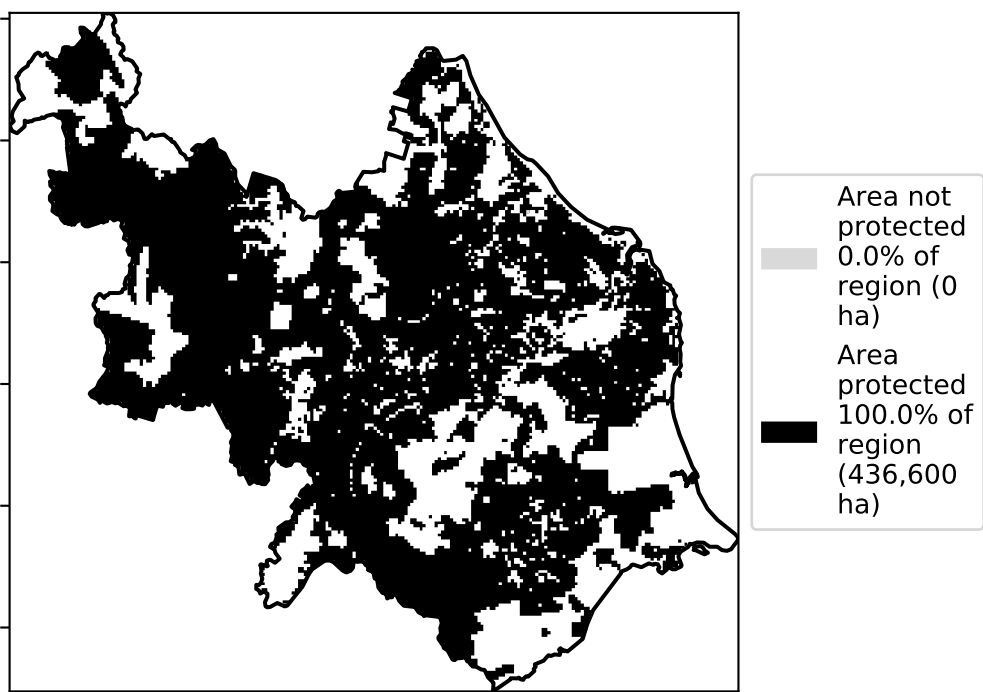 Area not
protected
0.0% of
region (0
ha)
Area
protected
100.0% of
region
(436,600
ha)